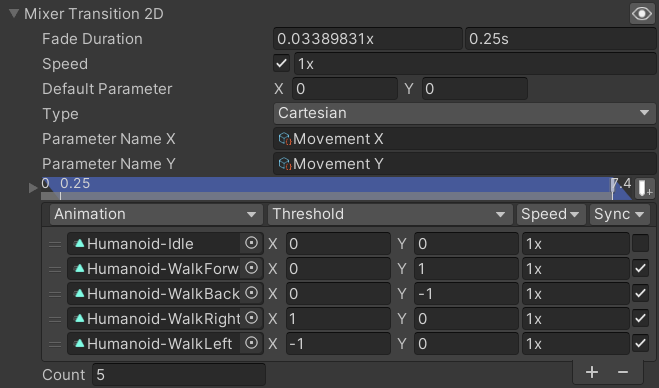 Mixer Transition 2D
Fade Duration 0.03389831x 0.25s
Speed 1x
Default Parameter X 0 Y 0
Type Cartesian
Parameter Name X Movement X
Parameter Name Y Movement Y
0 0.25 7.4
Animation Threshold Speed Sync
Humanoid-Idle X 0 Y 0 1x
Humanoid-WalkForw X 0 Y 1 1x
Humanoid-WalkBack X 0 Y -1 1x
Humanoid-WalkRight X 1 Y 0 1x
Humanoid-WalkLeft X -1 Y 0 1x
Count 5